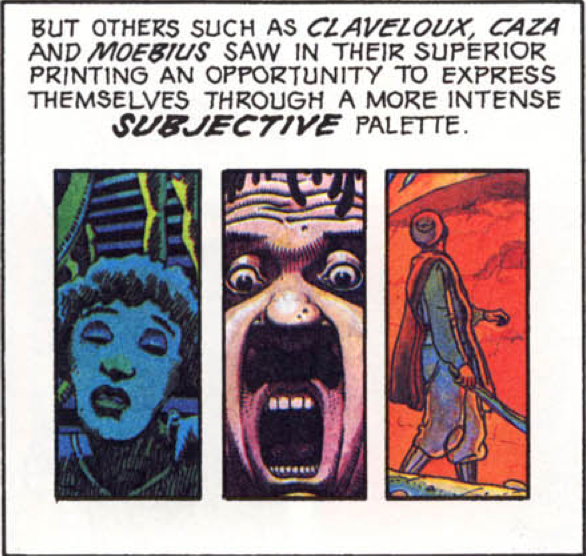 BUT OTHERS SUCH AS CLAVELOUX, CAZA
AND MOEBIUS SAW IN THEIR SUPERIOR
PRINTING AN OPPORTUNITY TO EXPRESS
THEMSELVES THROUGH A MORE INTENSE
SUBJECTIVE PALETTE.